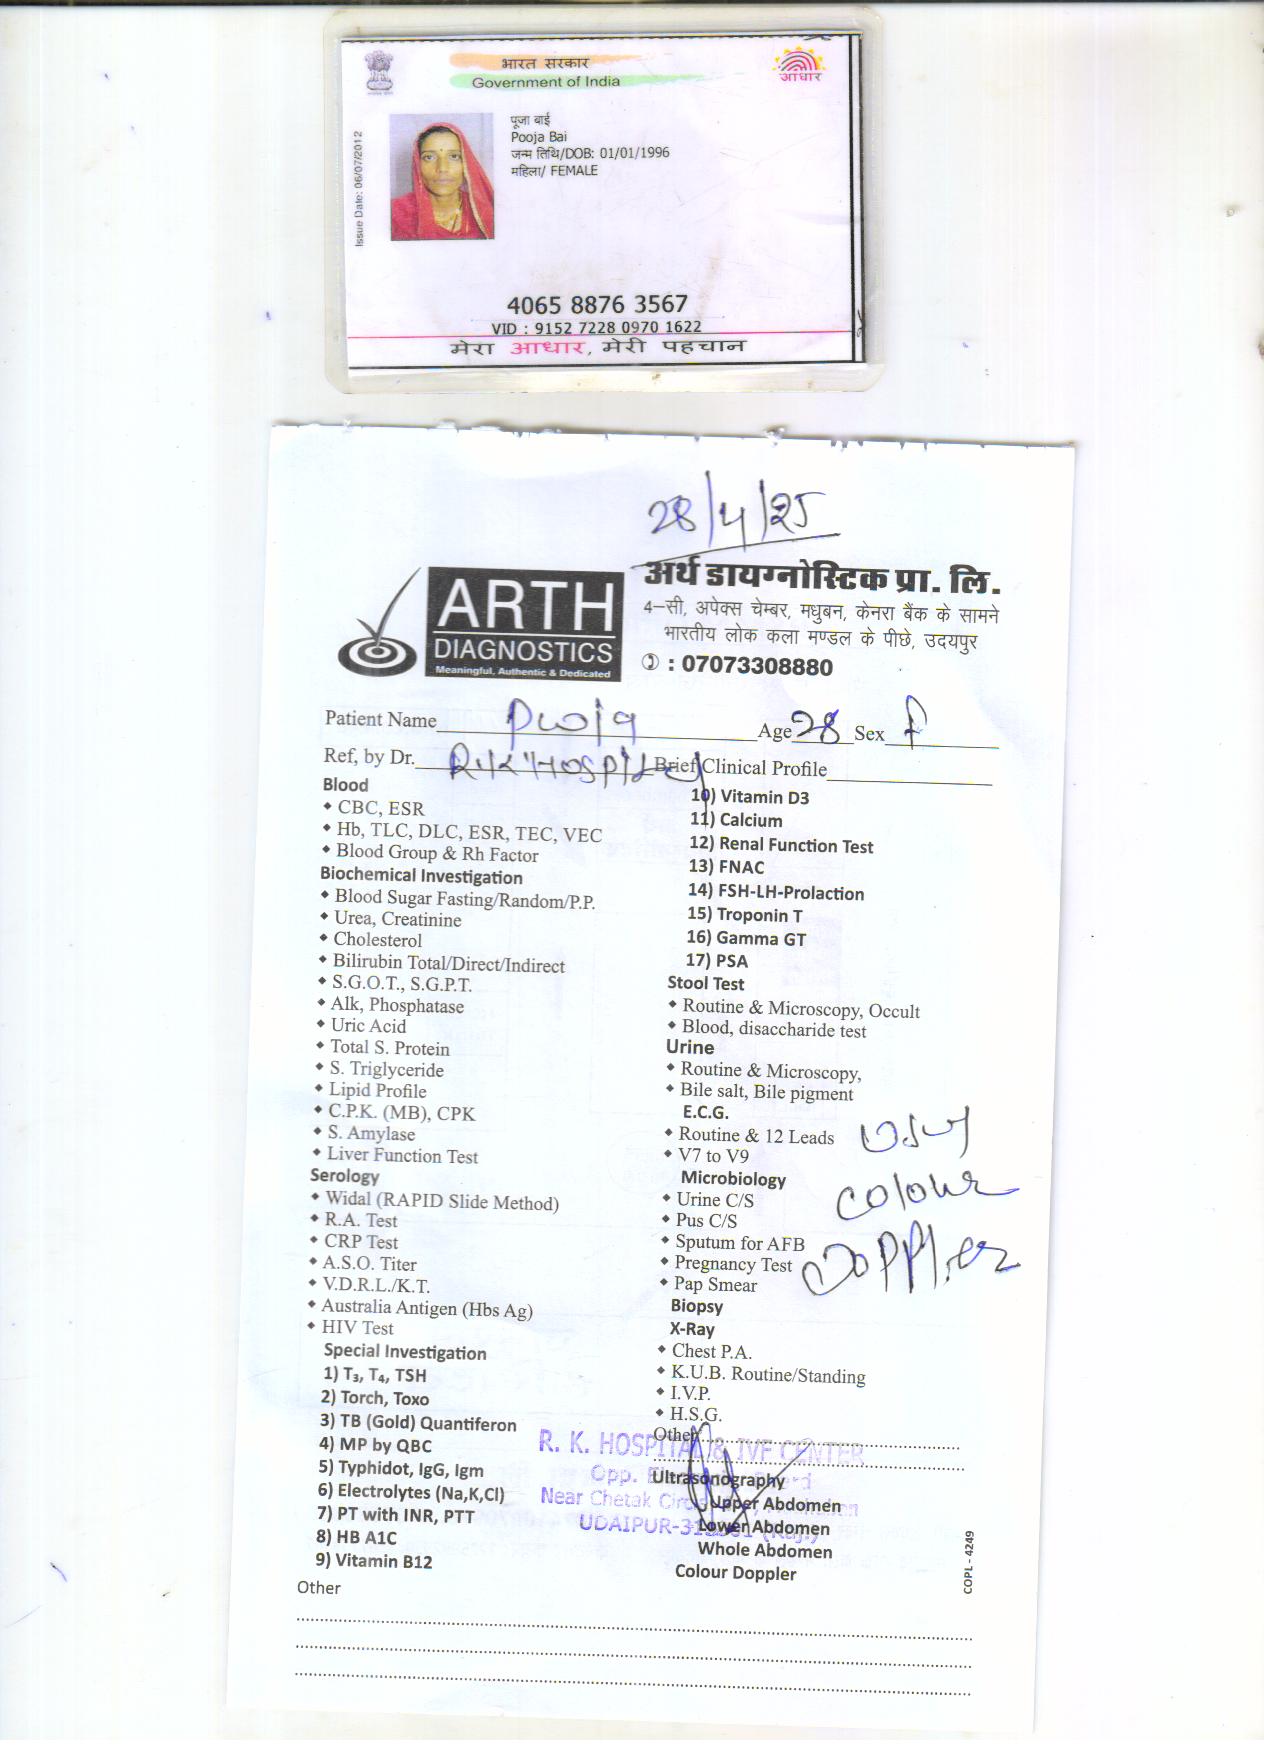 भारत सरकार
Government of India
आधार
Issue Date: 06/07/2012
पूजा बाई
Pooja Bai
जन्म तिथि/DOB: 01/01/1996
महिला/ FEMALE
4065 8876 3567
VID : 9152 7228 0970 1622
मेरा आधार, मेरी पहचान
28/4/25
ARTH
DIAGNOSTICS
Meaningful, Authentic & Dedicated
अर्थ डायग्नोस्टिक प्रा. लि.
4–सी, अपेक्स चेम्बर, मधुबन, केनरा बैंक के सामने
भारतीय लोक कला मण्डल के पीछे, उदयपुर
: 07073308880
Patient Name Pooja Age 28 Sex F
Ref, by Dr. R.K HOSPITAL Brief Clinical Profile
Blood
CBC, ESR
Hb, TLC, DLC, ESR, TEC, VEC
Blood Group & Rh Factor
Biochemical Investigation
Blood Sugar Fasting/Random/P.P.
Urea, Creatinine
Cholesterol
Bilirubin Total/Direct/Indirect
S.G.O.T., S.G.P.T.
Alk, Phosphatase
Uric Acid
Total S. Protein
S. Triglyceride
Lipid Profile
C.P.K. (MB), CPK
S. Amylase
Liver Function Test
Serology
Widal (RAPID Slide Method)
R.A. Test
CRP Test
A.S.O. Titer
V.D.R.L./K.T.
Australia Antigen (Hbs Ag)
HIV Test
Special Investigation
1) T₃, T₄, TSH
2) Torch, Toxo
3) TB (Gold) Quantiferon
4) MP by QBC
5) Typhidot, IgG, Igm
6) Electrolytes (Na,K,Cl)
7) PT with INR, PTT
8) HB A1C
9) Vitamin B12
Other
10) Vitamin D3
11) Calcium
12) Renal Function Test
13) FNAC
14) FSH-LH-Prolaction
15) Troponin T
16) Gamma GT
17) PSA
Stool Test
Routine & Microscopy, Occult
Blood, disaccharide test
Urine
Routine & Microscopy,
Bile salt, Bile pigment
E.C.G.
Routine & 12 Leads
V7 to V9
Microbiology
Urine C/S
Pus C/S
Sputum for AFB
Pregnancy Test
Pap Smear
Biopsy
X-Ray
Chest P.A.
K.U.B. Routine/Standing
I.V.P.
H.S.G.
Other
Ultrasonography
Upper Abdomen
Lower Abdomen
Whole Abdomen
Colour Doppler
colour
Doppler
R. K. HOSPITAL & IVF CENTER
Opp.
Near Chetak
UDAIPUR-313001 (Raj.)
COPL - 4249